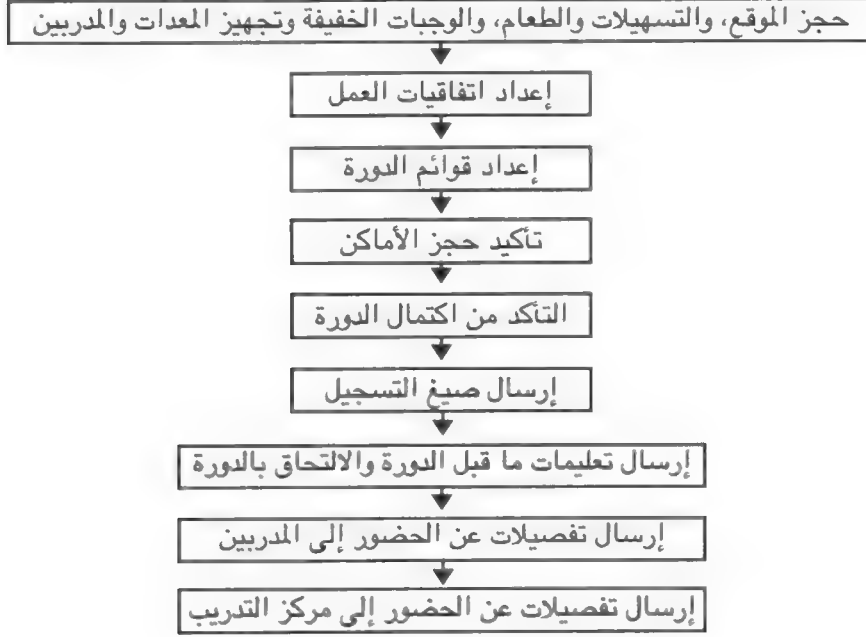 حجز الموقع، والتسهيلات والطعام، والوجبات الخفيفة وتجهيز المعدات والمدربين
إعداد اتفاقيات العمل
إعداد قوائم الدورة
تأكيد حجز الأماكن
التأكد من اكتمال الدورة
إرسال صيغ التسجيل
إرسال تعليمات ما قبل الدورة والالتحاق بالدورة
إرسال تفصيلات عن الحضور إلى المدربين
إرسال تفصيلات عن الحضور إلى مركز التدريب